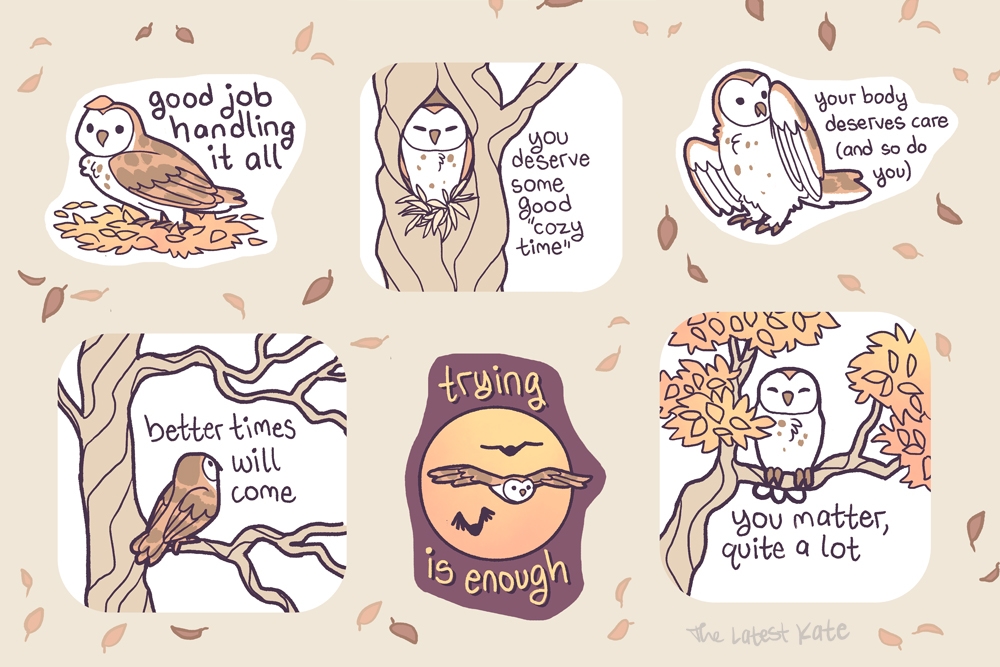 good job
handling
it all
you
deserve
some
good
"cozy
time"
your body
deserves care
(and so do
you)
better times
will
come
trying
is enough
you matter,
quite a lot
The Latest Kate